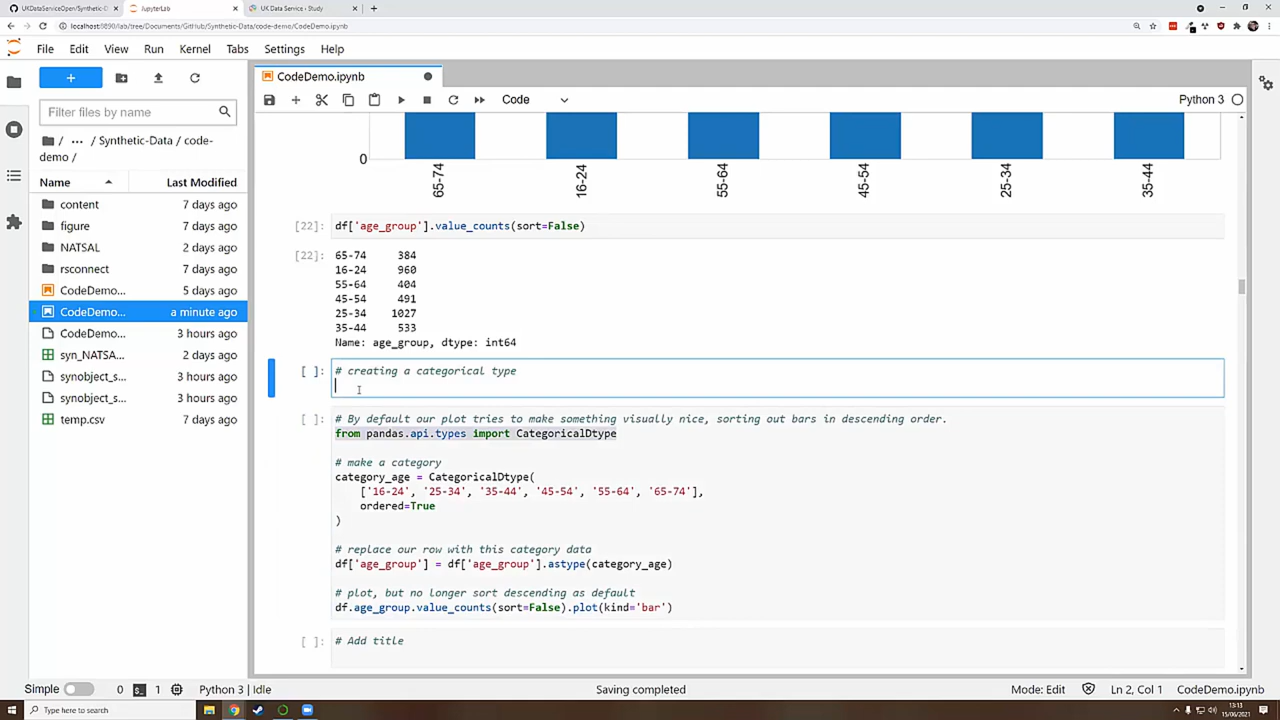 UKDataServiceOpen/Synthetic-D
JupyterLab
UK Data Service › Study
localhost:8890/lab/tree/Documents/GitHub/Synthetic-Data/code-demo/CodeDemo.ipynb
File Edit View Run Kernel Tabs Settings Help
CodeDemo.ipynb
Code
Python 3
Filter files by name
/ ... / Synthetic-Data / code-
demo /
Name Last Modified
content 7 days ago
figure 7 days ago
NATSAL 2 days ago
rsconnect 7 days ago
CodeDemo... 5 days ago
CodeDemo... a minute ago
CodeDemo... 3 hours ago
syn_NATSA... 2 days ago
synobject_s... 3 hours ago
synobject_s... 3 hours ago
temp.csv 7 days ago
0
65-74 16-24 55-64 45-54 25-34 35-44
[22]: df['age_group'].value_counts(sort=False)
[22]: 65-74 384
16-24 960
55-64 404
45-54 491
25-34 1027
35-44 533
Name: age_group, dtype: int64
[ ]: # creating a categorical type
[ ]: # By default our plot tries to make something visually nice, sorting out bars in descending order.
from pandas.api.types import CategoricalDtype
# make a category
category_age = CategoricalDtype(
['16-24', '25-34', '35-44', '45-54', '55-64', '65-74'],
ordered=True
)
# replace our row with this category data
df['age_group'] = df['age_group'].astype(category_age)
# plot, but no longer sort descending as default
df.age_group.value_counts(sort=False).plot(kind='bar')
[ ]: # Add title
Simple 0 1 Python 3 | Idle Saving completed Mode: Edit Ln 2, Col 1 CodeDemo.ipynb
Type here to search
13:13
15/06/2021